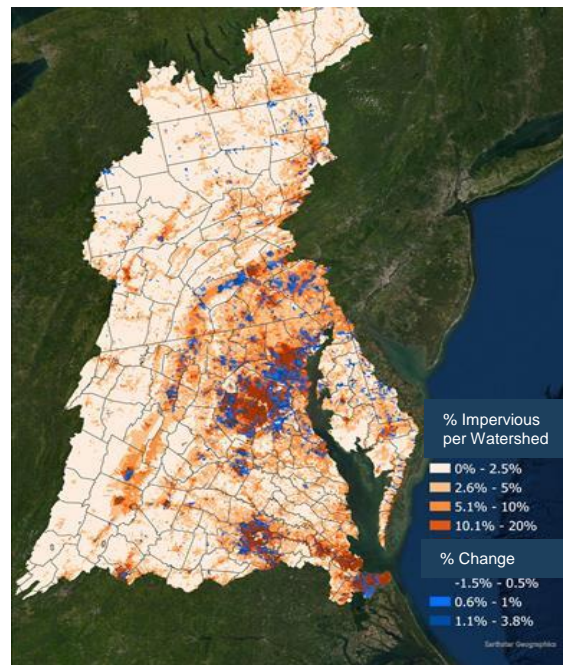 % Impervious
per Watershed
0% - 2.5%
2.6% - 5%
5.1% - 10%
10.1% - 20%
% Change
-1.5% - 0.5%
0.6% - 1%
1.1% - 3.8%
Earthstar Geographics